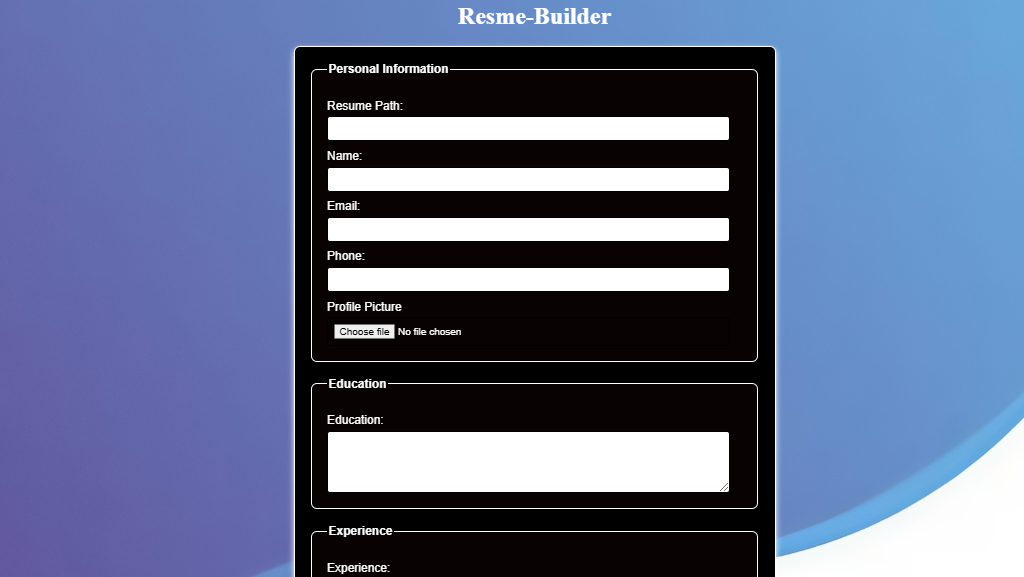 Resme-Builder
Personal Information
Resume Path:
Name:
Email:
Phone:
Profile Picture
Choose file No file chosen
Education
Education:
Experience
Experience: